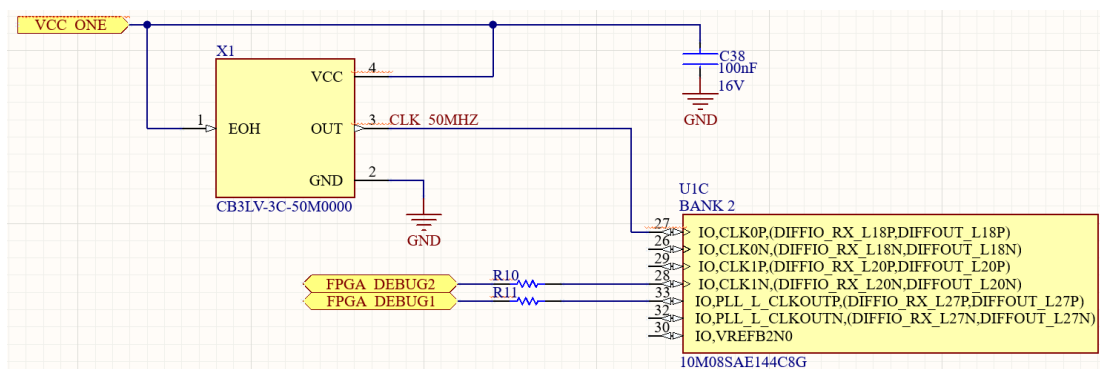 VCC_ONE
X1
VCC 4
C38
100nF
16V
GND
1 EOH OUT 3 CLK_50MHZ
GND 2
CB3LV-3C-50M0000
GND
U1C
BANK 2
27 IO,CLK0P,(DIFFIO_RX_L18P,DIFFOUT_L18P)
26 IO,CLK0N,(DIFFIO_RX_L18N,DIFFOUT_L18N)
29 IO,CLK1P,(DIFFIO_RX_L20P,DIFFOUT_L20P)
FPGA_DEBUG2 R10 28 IO,CLK1N,(DIFFIO_RX_L20N,DIFFOUT_L20N)
FPGA_DEBUG1 R11 33 IO,PLL_L_CLKOUTP,(DIFFIO_RX_L27P,DIFFOUT_L27P)
32 IO,PLL_L_CLKOUTN,(DIFFIO_RX_L27N,DIFFOUT_L27N)
30 IO,VREFB2N0
10M08SAE144C8G